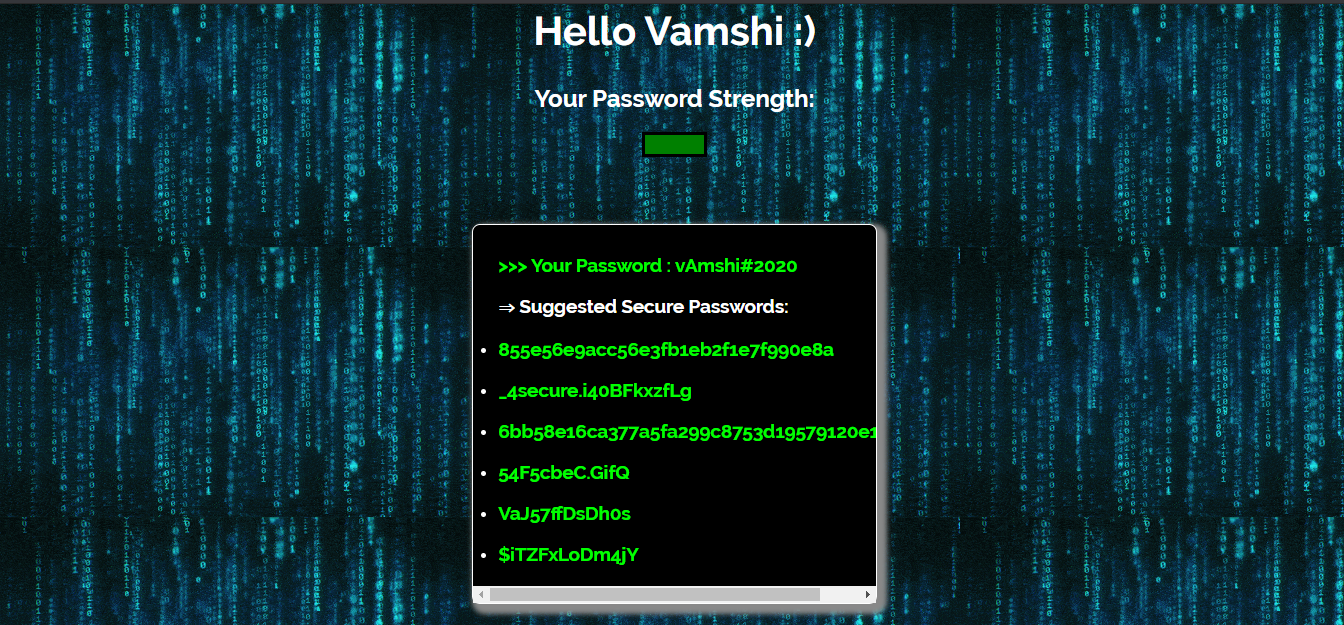 Hello Vamshi :)
Your Password Strength:
>>> Your Password : vAmshi#2020
⇒ Suggested Secure Passwords:
• 855e56e9acc56e3fb1eb2f1e7f990e8a
• _4secure.i40BFkxzfLg
• 6bb58e16ca377a5fa299c8753d19579120e1
• 54F5cbeC.GifQ
• VaJ57ffDsDh0s
• $iTZFxLoDm4jY